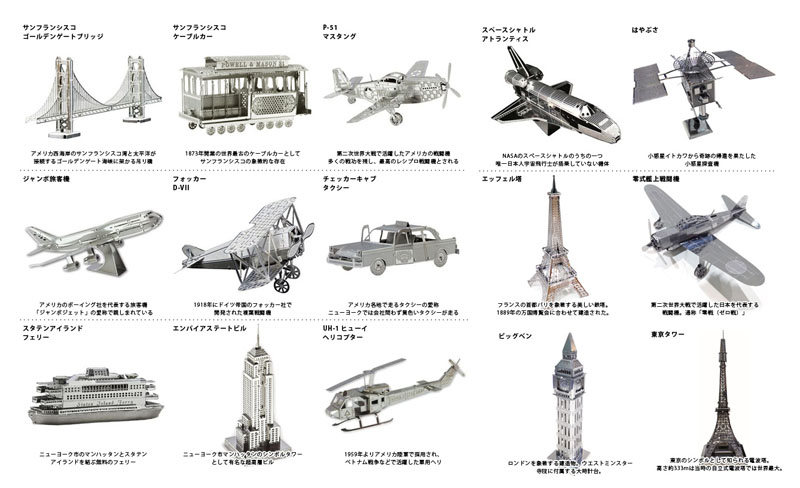 サンフランシスコ
ゴールデンゲートブリッジ
アメリカ西海岸のサンフランシスコ湾と太平洋が
接続するゴールデンゲート海峡に架かる吊り橋
サンフランシスコ
ケーブルカー
POWELL & MASON
1873年開業の世界最古のケーブルカーとして
サンフランシスコの象徴的な存在
P-51
マスタング
第二次世界大戦で活躍したアメリカの戦闘機
多くの戦功を残し、最高のレシプロ戦闘機とされる
スペースシャトル
アトランティス
NASAのスペースシャトルのうちの一つ
唯一日本人宇宙飛行士が搭乗していない機体
はやぶさ
小惑星イトカワから奇跡の帰還を果たした
小惑星探査機
ジャンボ旅客機
アメリカのボーイング社を代表する旅客機
「ジャンボジェット」の愛称で親しまれている
フォッカー
D-VII
1918年にドイツ帝国のフォッカー社で
開発された複葉戦闘機
チェッカーキャブ
タクシー
アメリカ各地で走るタクシーの愛称
ニューヨークでは会社問わず黄色いタクシーが走る
エッフェル塔
フランスの首都パリを象徴する美しい鉄塔。
1889年の万国博覧会に合わせて建造された。
零式艦上戦闘機
第二次世界大戦で活躍した日本を代表する
戦闘機。通称「零戦（ゼロ戦）」
スタテンアイランド
フェリー
Staten Island Ferry
ニューヨーク市のマンハッタンとスタテン
アイランドを結ぶ無料のフェリー
エンパイアステートビル
ニューヨーク市マンハッタンのシンボルタワー
として有名な超高層ビル
UH-1 ヒューイ
ヘリコプター
1959年よりアメリカ陸軍で採用され、
ベトナム戦争などで活躍した軍用ヘリ
ビッグベン
ロンドンを象徴する建造物、ウエストミンスター
寺院に付属する大時計台。
東京タワー
東京のシンボルとして知られる電波塔。
高さ約333mは当時の自立式電波塔では世界最大。